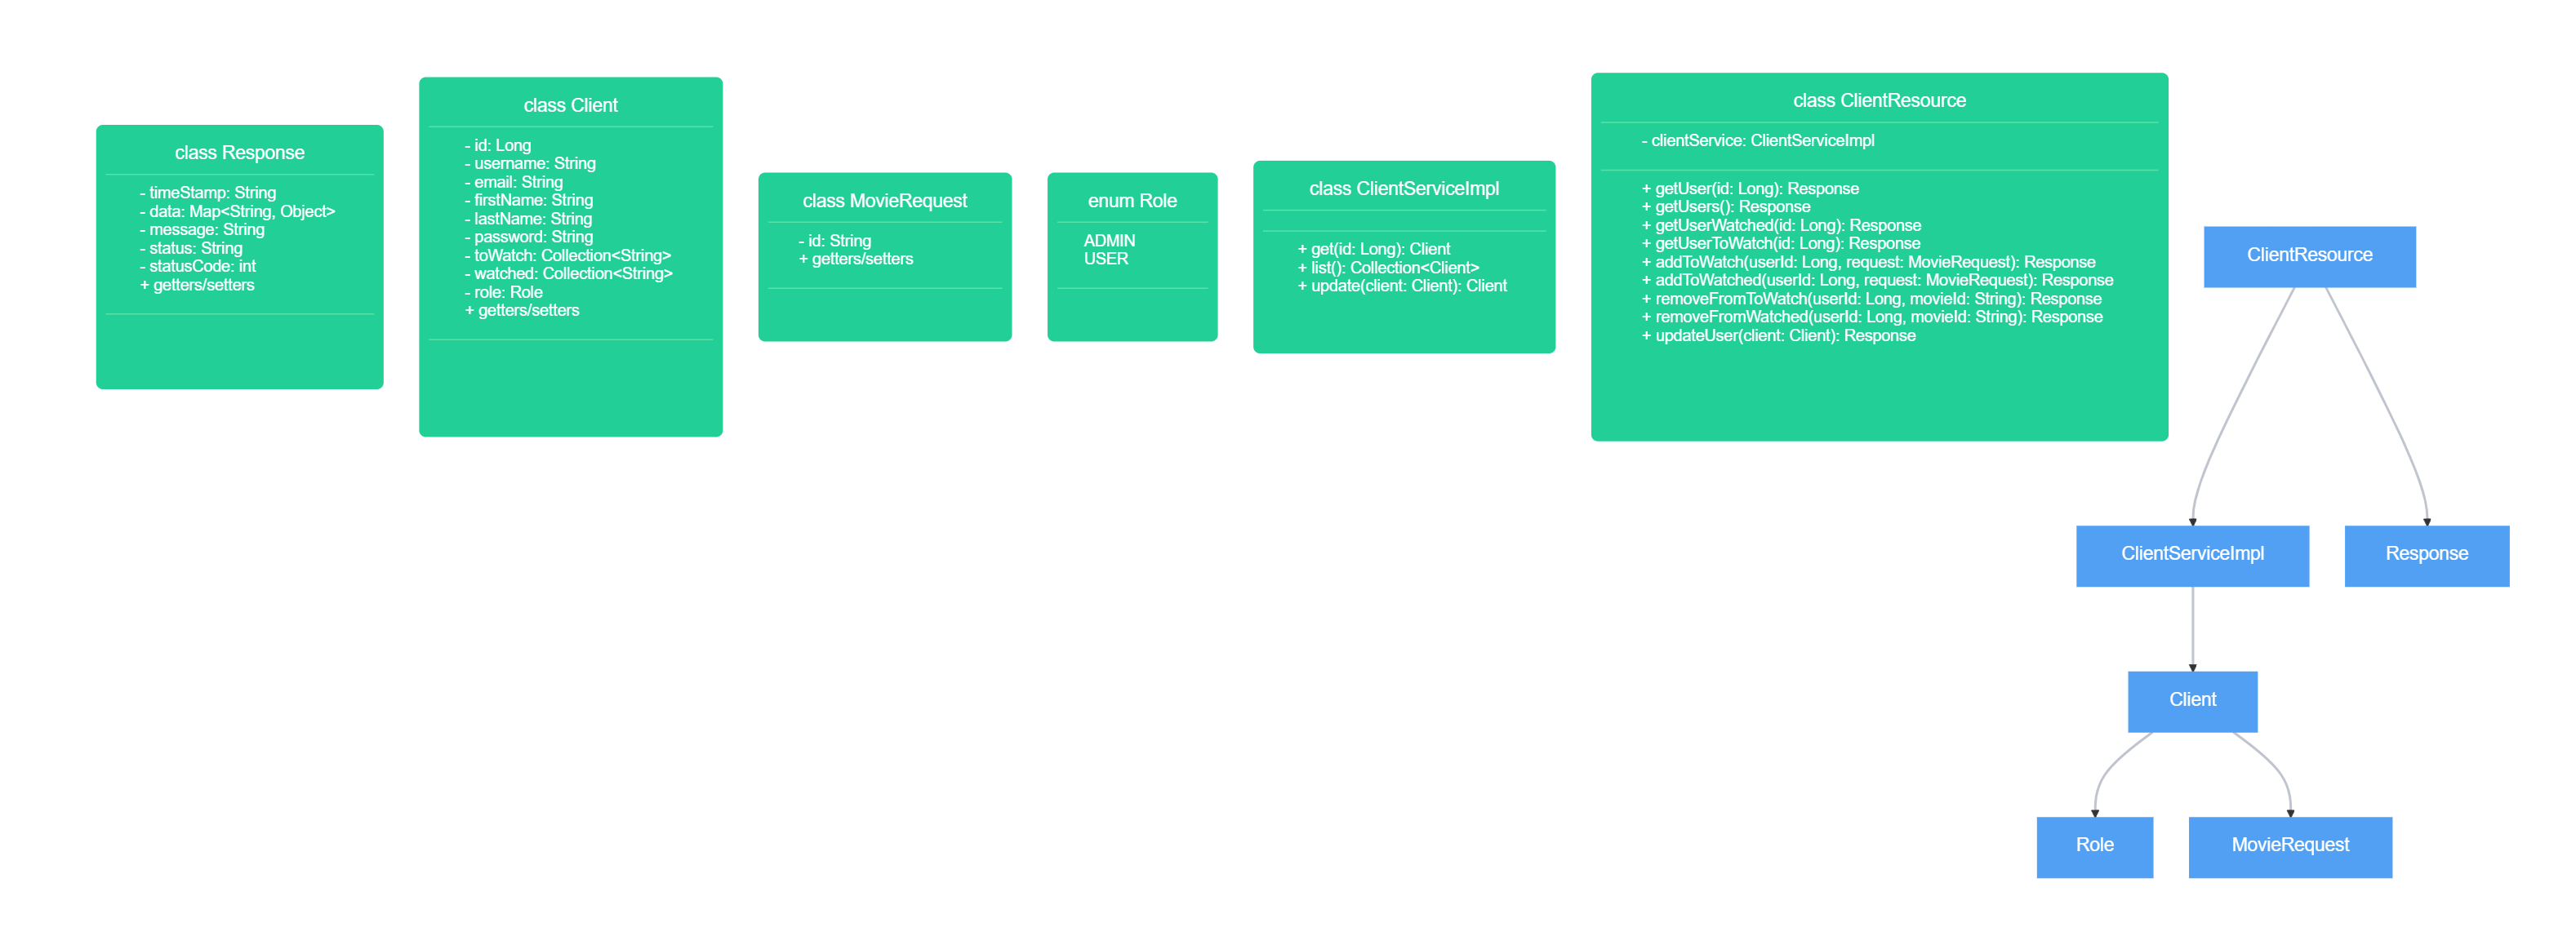 class Response
- timeStamp: String
- data: Map<String, Object>
- message: String
- status: String
- statusCode: int
+ getters/setters
class Client
- id: Long
- username: String
- email: String
- firstName: String
- lastName: String
- password: String
- toWatch: Collection<String>
- watched: Collection<String>
- role: Role
+ getters/setters
class MovieRequest
- id: String
+ getters/setters
enum Role
ADMIN
USER
class ClientServiceImpl
+ get(id: Long): Client
+ list(): Collection<Client>
+ update(client: Client): Client
class ClientResource
- clientService: ClientServiceImpl
+ getUser(id: Long): Response
+ getUsers(): Response
+ getUserWatched(id: Long): Response
+ getUserToWatch(id: Long): Response
+ addToWatch(userId: Long, request: MovieRequest): Response
+ addToWatched(userId: Long, request: MovieRequest): Response
+ removeFromToWatch(userId: Long, movieId: String): Response
+ removeFromWatched(userId: Long, movieId: String): Response
+ updateUser(client: Client): Response
ClientResource
ClientServiceImpl
Response
Client
Role
MovieRequest